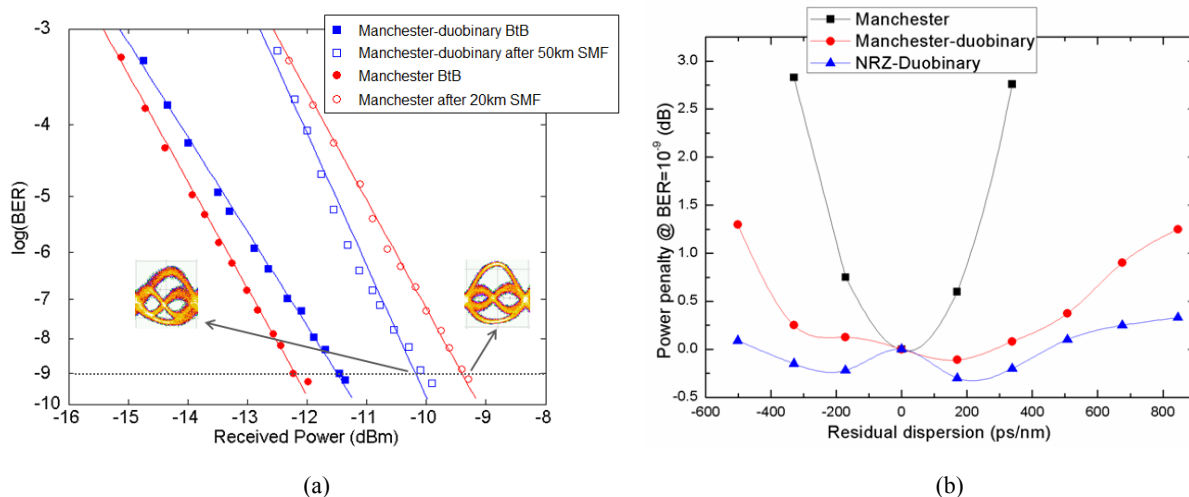 Manchester-duobinary BtB
Manchester-duobinary after 50km SMF
Manchester BtB
Manchester after 20km SMF
-3
-4
-5
-6
-7
-8
-9
-10
log(BER)
-16 -15 -14 -13 -12 -11 -10 -9 -8
Received Power (dBm)
(a)
Manchester
Manchester-duobinary
NRZ-Duobinary
3.0
2.5
2.0
1.5
1.0
0.5
0.0
-0.5
Power penalty @ BER=10⁻⁹ (dB)
-600 -400 -200 0 200 400 600 800
Residual dispersion (ps/nm)
(b)